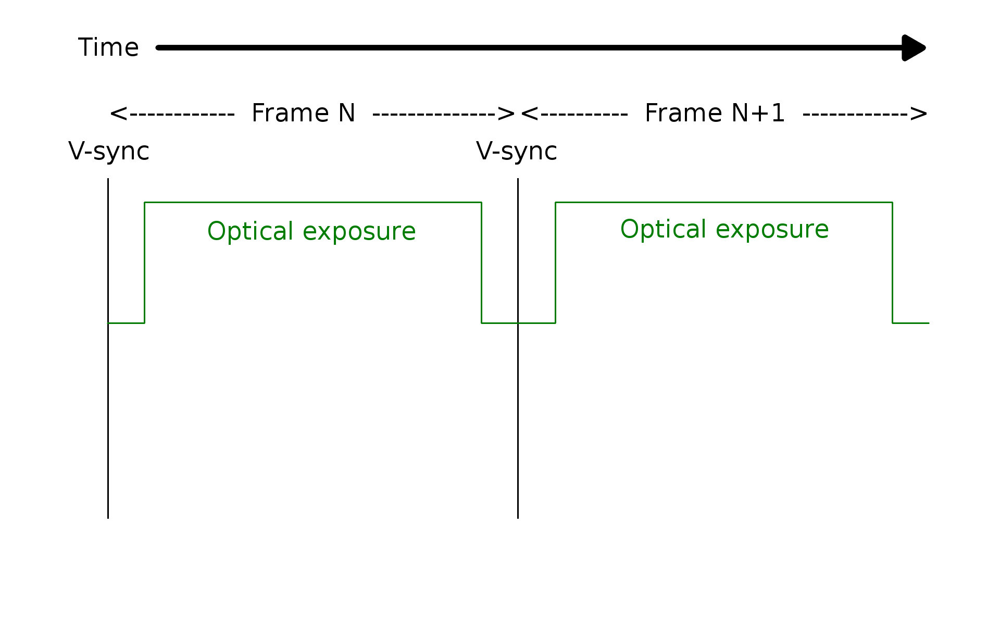 Time
<------------ Frame N --------------> <---------- Frame N+1 ------------>
V-sync V-sync
Optical exposure Optical exposure